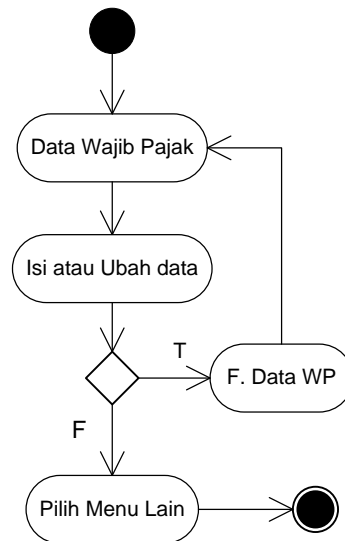 Data Wajib Pajak
Isi atau Ubah data
T
F. Data WP
F
Pilih Menu Lain